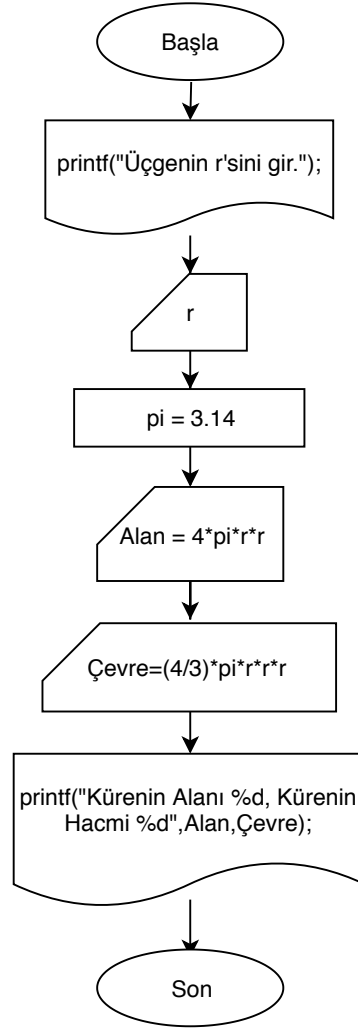 Başla
printf("Üçgenin r'sini gir.");
r
pi = 3.14
Alan = 4*pi*r*r
Çevre=(4/3)*pi*r*r*r
printf("Kürenin Alanı %d, Kürenin
Hacmi %d",Alan,Çevre);
Son